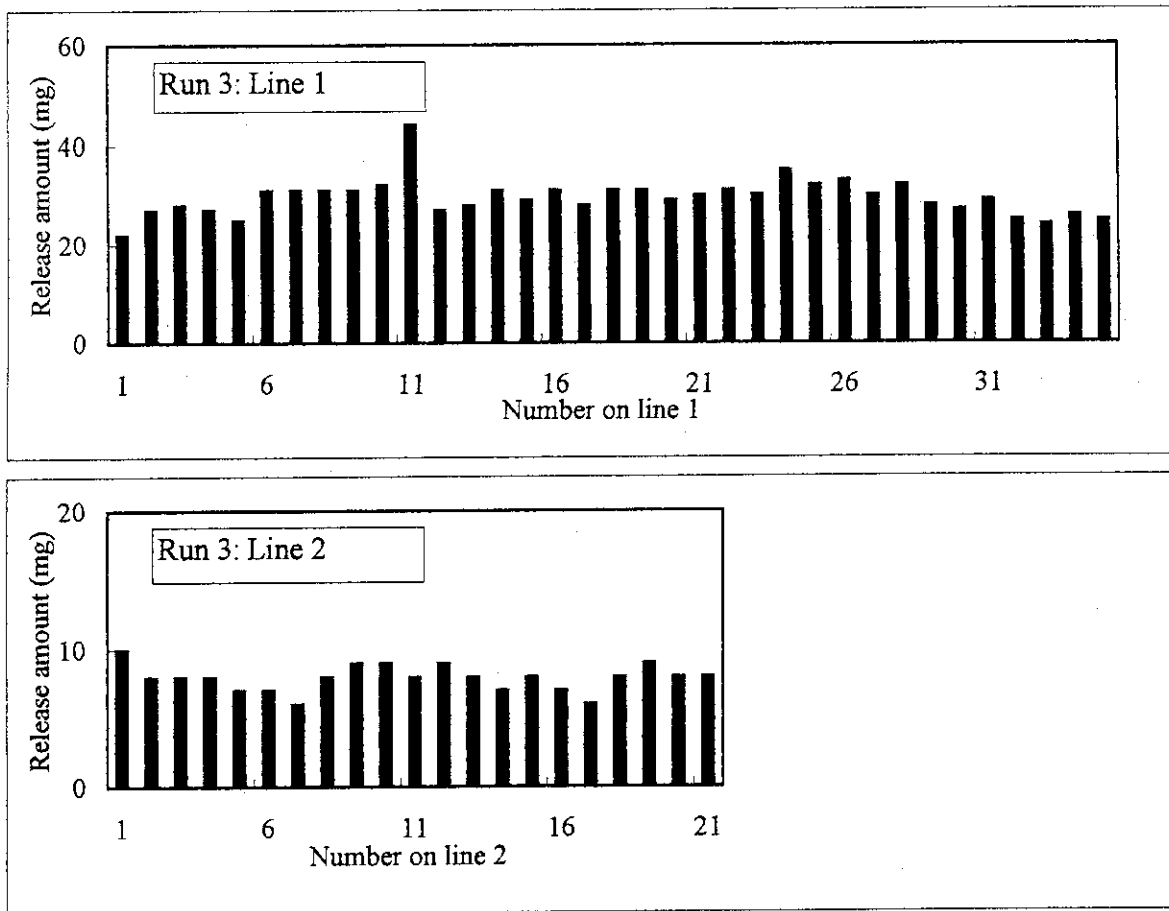 Run 3: Line 1
Release amount (mg)
60
40
20
0
1 6 11 16 21 26 31
Number on line 1
Run 3: Line 2
Release amount (mg)
20
10
0
1 6 11 16 21
Number on line 2